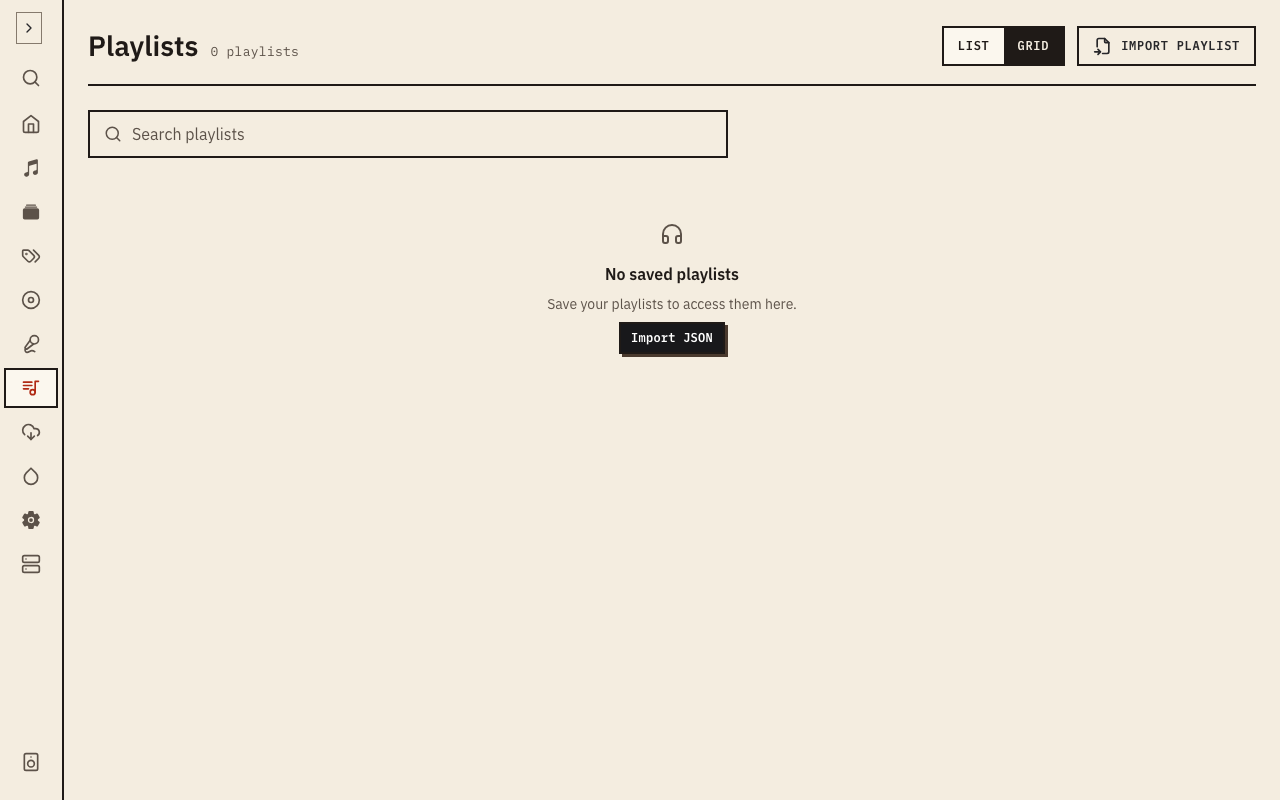 Playlists
0 playlists
LIST
GRID
IMPORT PLAYLIST
Search playlists
No saved playlists
Save your playlists to access them here.
Import JSON